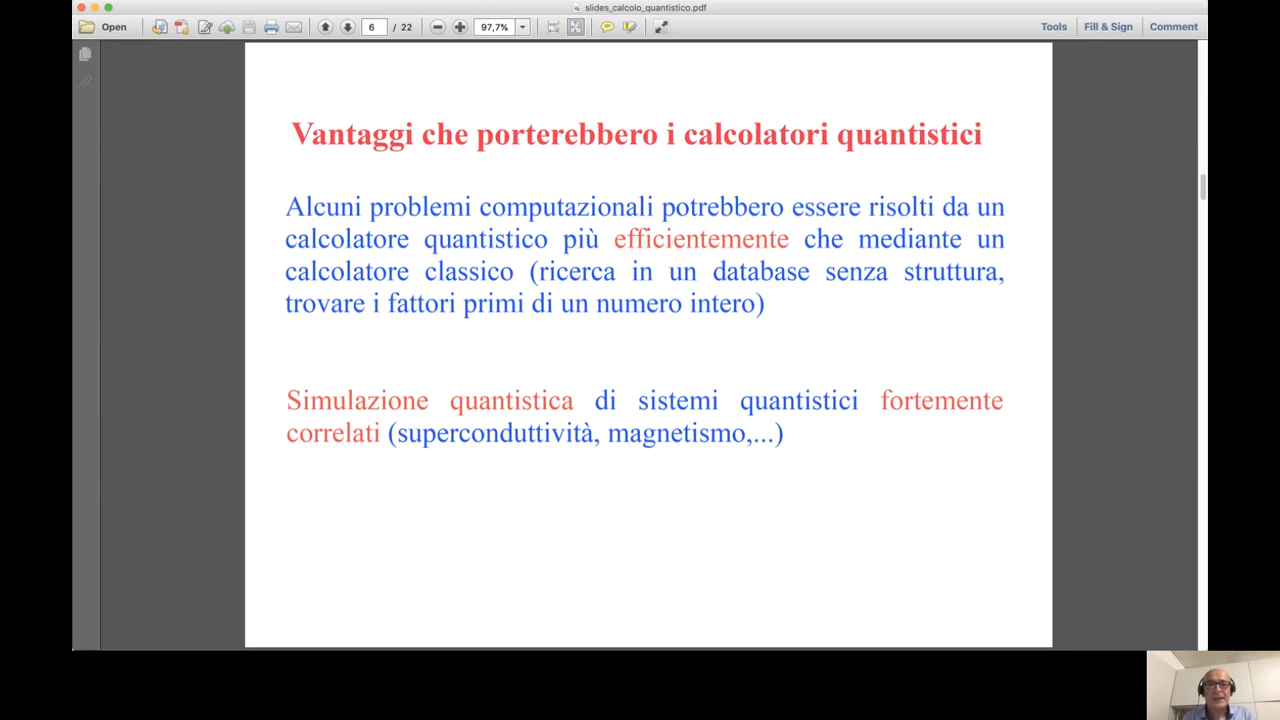 slides_calcolo_quantistico.pdf
Open 6 / 22 97,7% Tools Fill & Sign Comment
Vantaggi che porterebbero i calcolatori quantistici
Alcuni problemi computazionali potrebbero essere risolti da un
calcolatore quantistico più efficientemente che mediante un
calcolatore classico (ricerca in un database senza struttura,
trovare i fattori primi di un numero intero)
Simulazione quantistica di sistemi quantistici fortemente
correlati (superconduttività, magnetismo,...)